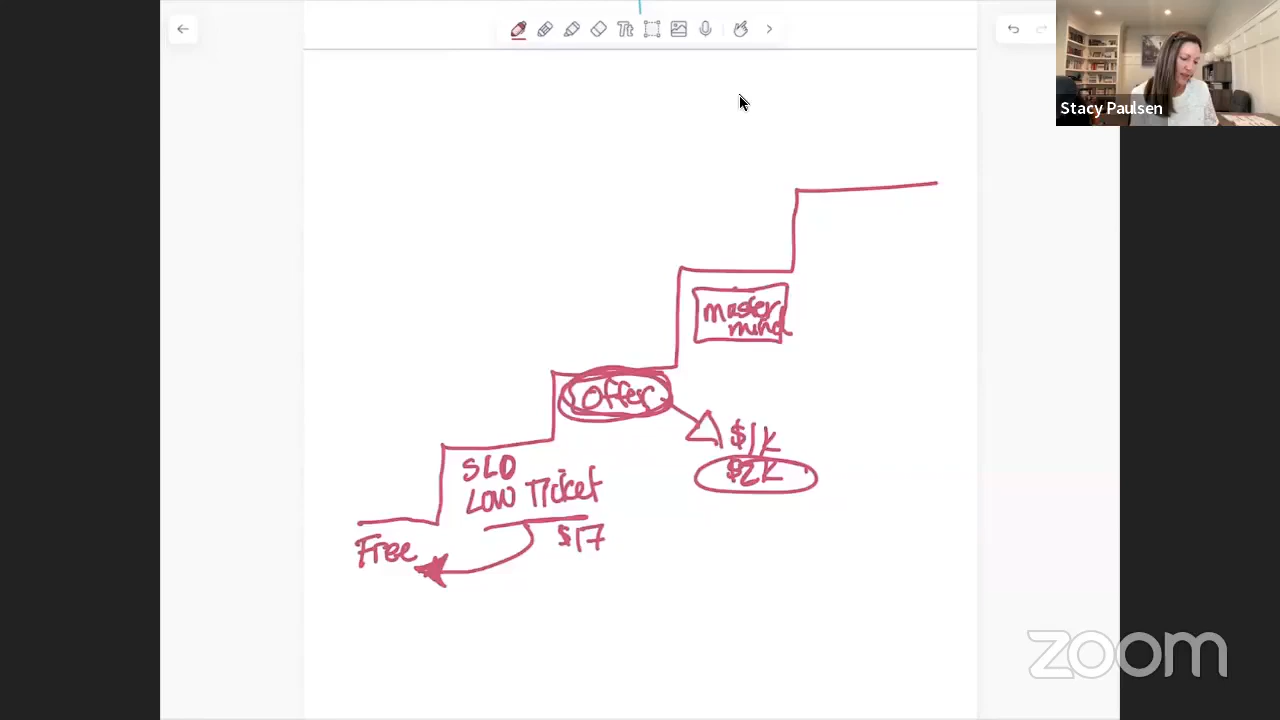 Stacy Paulsen
master
mind
offer
$1K
$2K
SLO
LOW Ticket
$17
Free
zoom